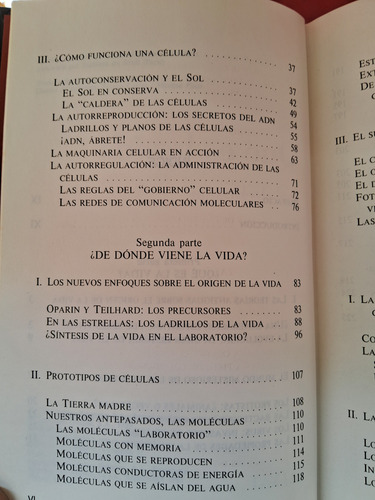 III. ¿Cómo funciona una célula? 37
La autoconservación y el Sol 37
El Sol en conserva 42
La “caldera” de las células 49
La autorreproducción: los secretos del ADN 54
Ladrillos y planos de las células 55
¡ADN, ábrete! 58
La maquinaria celular en acción 63
La autorregulación: la administración de las
células 71
Las reglas del “gobierno” celular 72
Las redes de comunicación moleculares 76
Segunda parte
¿DE DÓNDE VIENE LA VIDA?
I. Los nuevos enfoques sobre el origen de la vida 83
Oparin y Teilhard: los precursores 83
En las estrellas: los ladrillos de la vida 88
¿Síntesis de la vida en el laboratorio? 96
II. Prototipos de células 107
La Tierra madre 108
Nuestros antepasados, las moléculas 110
Las moléculas “laboratorio” 110
Moléculas con memoria 111
Moléculas que se reproducen 114
Moléculas conductoras de energía 115
Moléculas que se aíslan del agua 118
VI